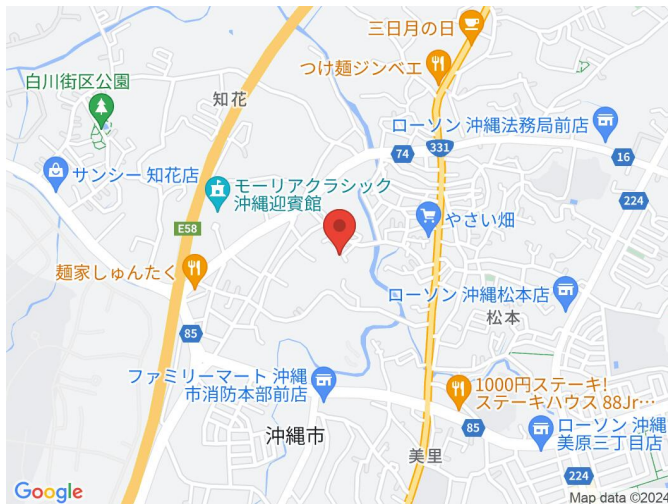 三日月の日
つけ麺ジンベエ
白川街区公園
知花
ローソン 沖縄法務局前店
74
331
16
サンシー 知花店
モーリアクラシック
沖縄迎賓館
224
E58
やさい畑
麺家しゅんたく
ローソン 沖縄松本店
松本
85
ファミリーマート 沖縄
市消防本部前店
1000円ステーキ!
ステーキハウス 88Jr…
沖縄市
85
ローソン 沖縄
美原三丁目店
美里
224
Google
Map data ©2024